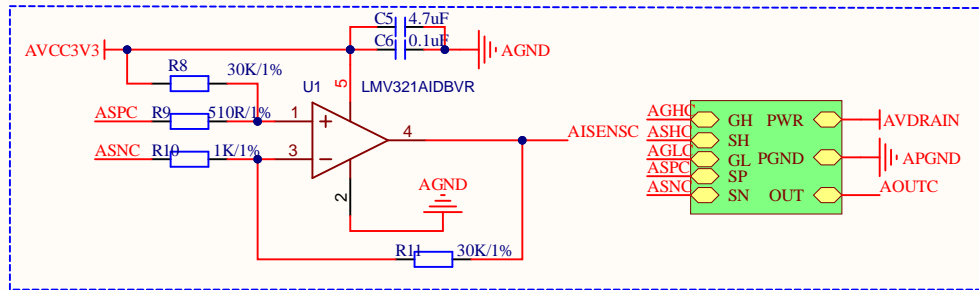 C5 4.7uF
AVCC3V3
C6 0.1uF
AGND
R8
30K/1%
U1
5
LMV321AIDBVR
ASPC
R9
510R/1%
1
+
4
AISENSC
ASNC
R10
1K/1%
3
−
2
AGND
R11
30K/1%
AGHC
GH
PWR
AVDRAIN
ASHC
SH
AGLC
GL
PGND
APGND
ASPC
SP
ASNC
SN
OUT
AOUTC